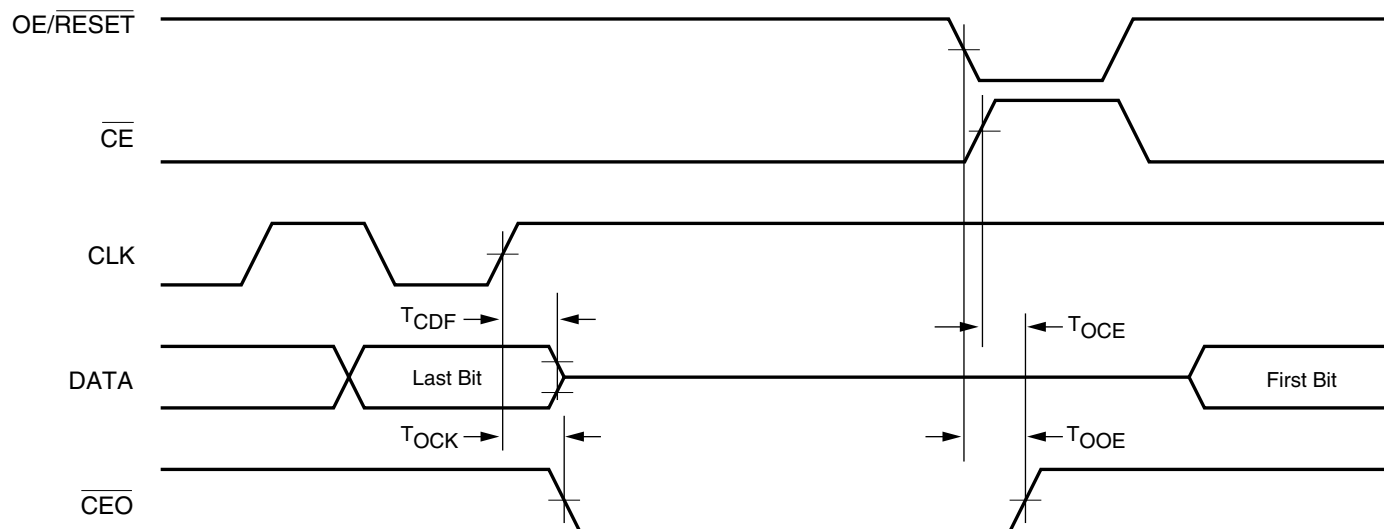 OE/RESET
CE
CLK
TCDF
TOCE
DATA
Last Bit
First Bit
TOCK
TOOE
CEO